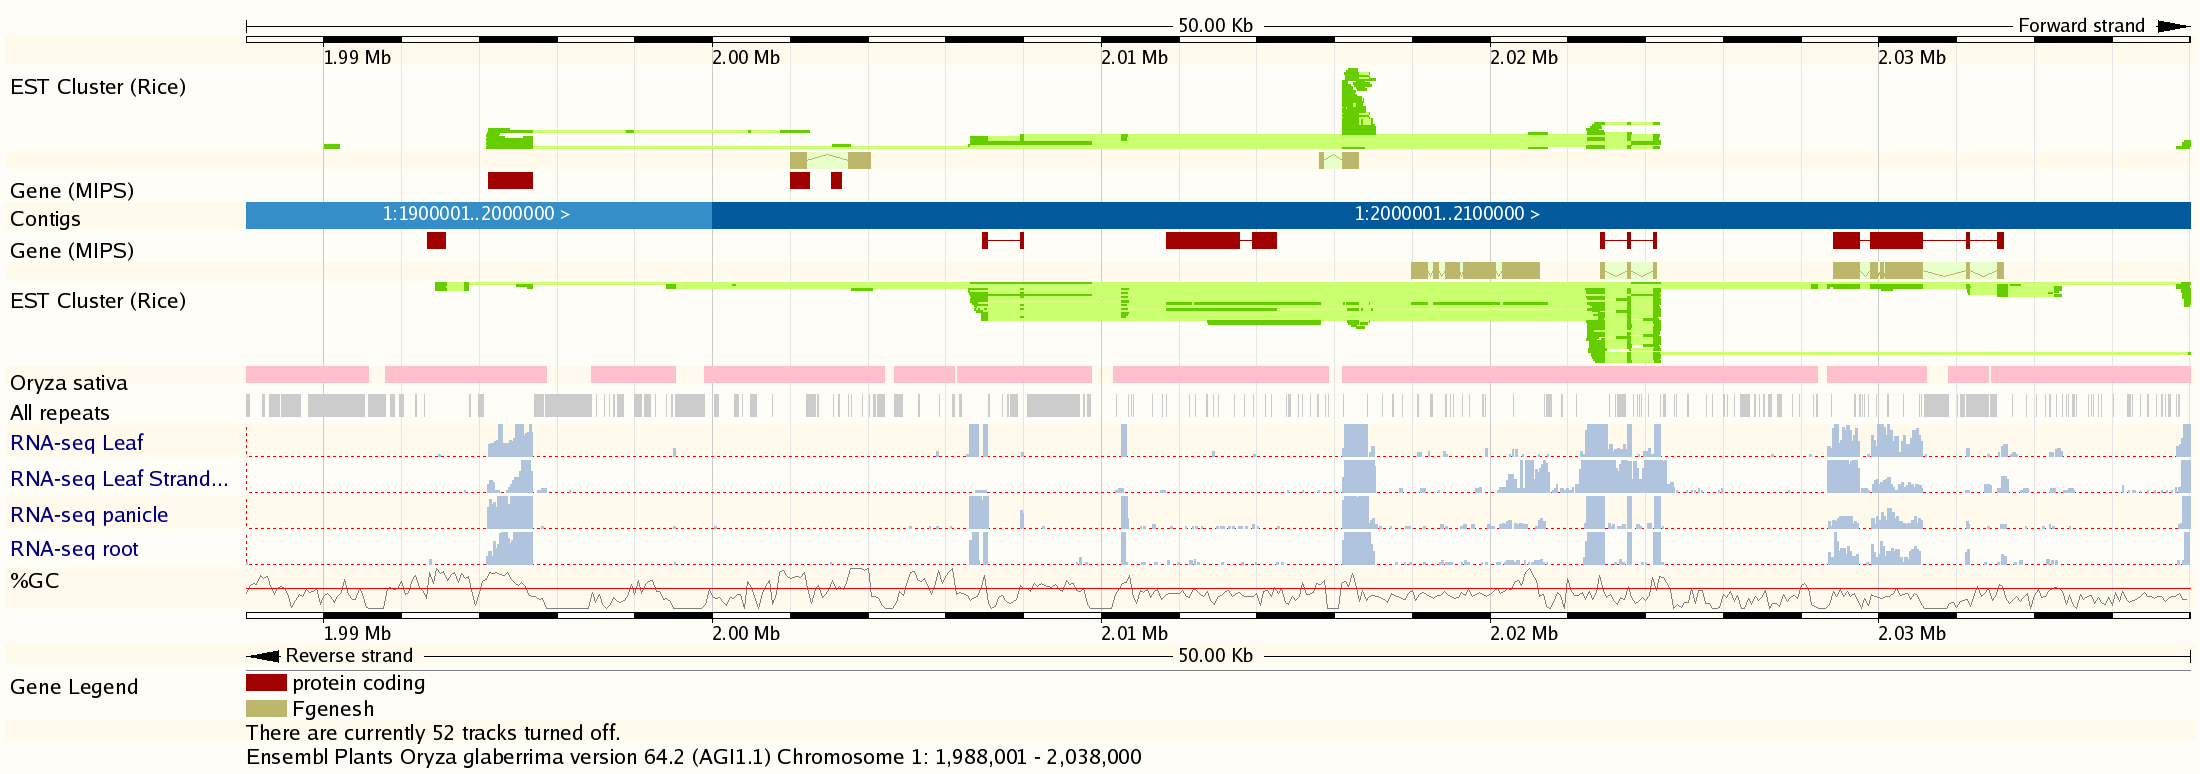 50.00 Kb Forward strand
1.99 Mb 2.00 Mb 2.01 Mb 2.02 Mb 2.03 Mb
EST Cluster (Rice)
Gene (MIPS)
Contigs 1:1900001..2000000 > 1:2000001..2100000 >
Gene (MIPS)
EST Cluster (Rice)
Oryza sativa
All repeats
RNA-seq Leaf
RNA-seq Leaf Strand...
RNA-seq panicle
RNA-seq root
%GC
1.99 Mb 2.00 Mb 2.01 Mb 2.02 Mb 2.03 Mb
Reverse strand 50.00 Kb
Gene Legend protein coding
Fgenesh
There are currently 52 tracks turned off.
Ensembl Plants Oryza glaberrima version 64.2 (AGI1.1) Chromosome 1: 1,988,001 - 2,038,000